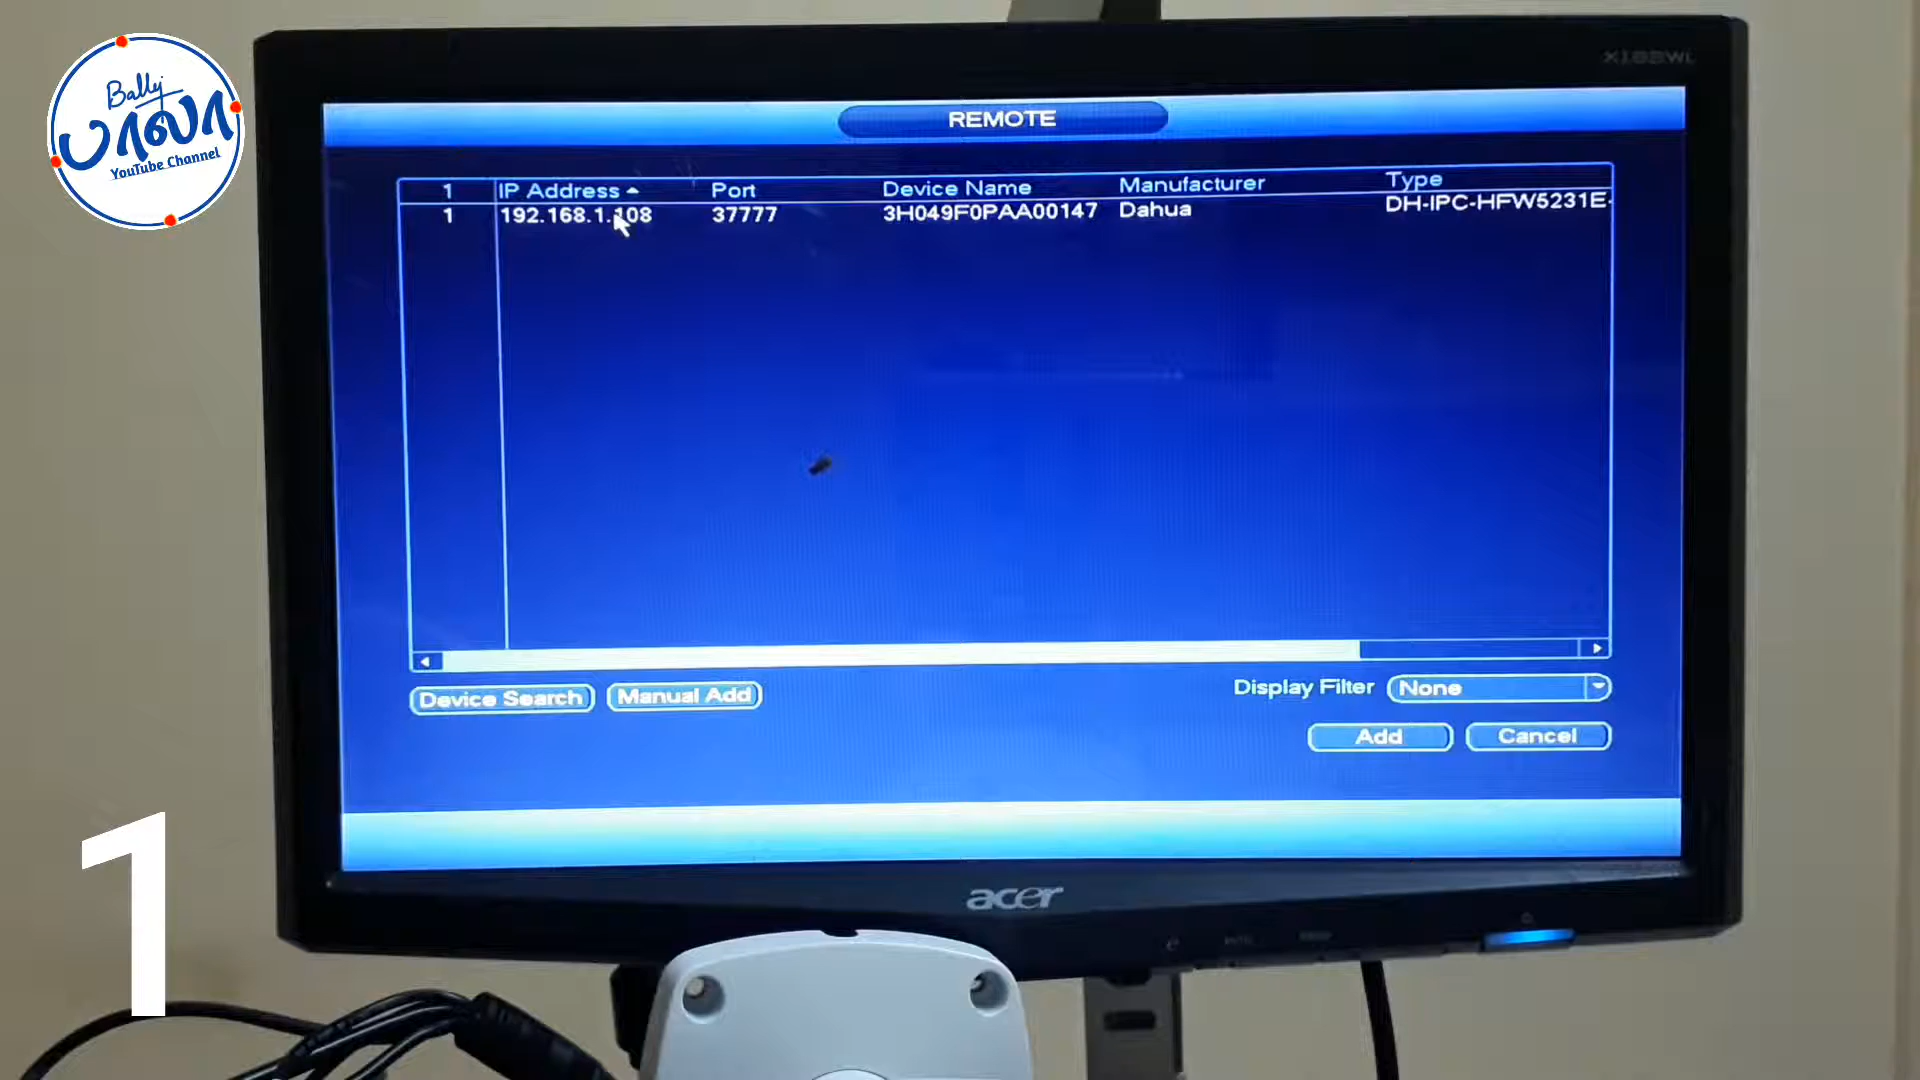 Bally
பாலா
YouTube Channel
X183WL
REMOTE
1 IP Address Port Device Name Manufacturer Type
1 192.168.1.108 37777 3H049F0PAA00147 Dahua DH-IPC-HFW5231E-
Device Search Manual Add Display Filter None
Add Cancel
acer
1